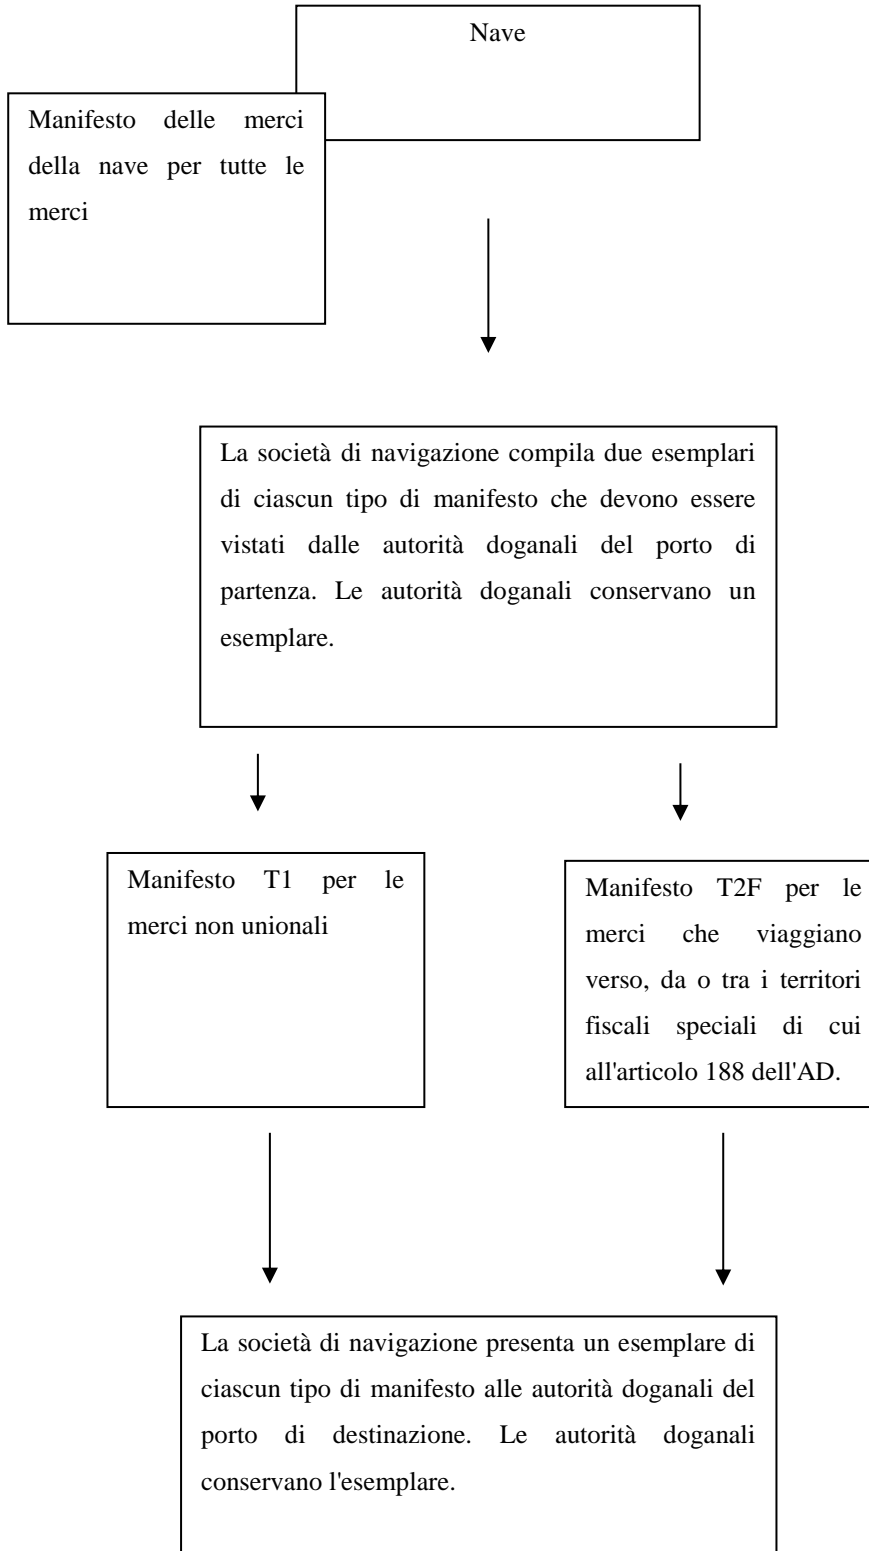 Nave
Manifesto delle merci
della nave per tutte le
merci
La società di navigazione compila due esemplari
di ciascun tipo di manifesto che devono essere
vistati dalle autorità doganali del porto di
partenza. Le autorità doganali conservano un
esemplare.
Manifesto T1 per le
merci non unionali
Manifesto T2F per le
merci che viaggiano
verso, da o tra i territori
fiscali speciali di cui
all'articolo 188 dell'AD.
La società di navigazione presenta un esemplare di
ciascun tipo di manifesto alle autorità doganali del
porto di destinazione. Le autorità doganali
conservano l'esemplare.